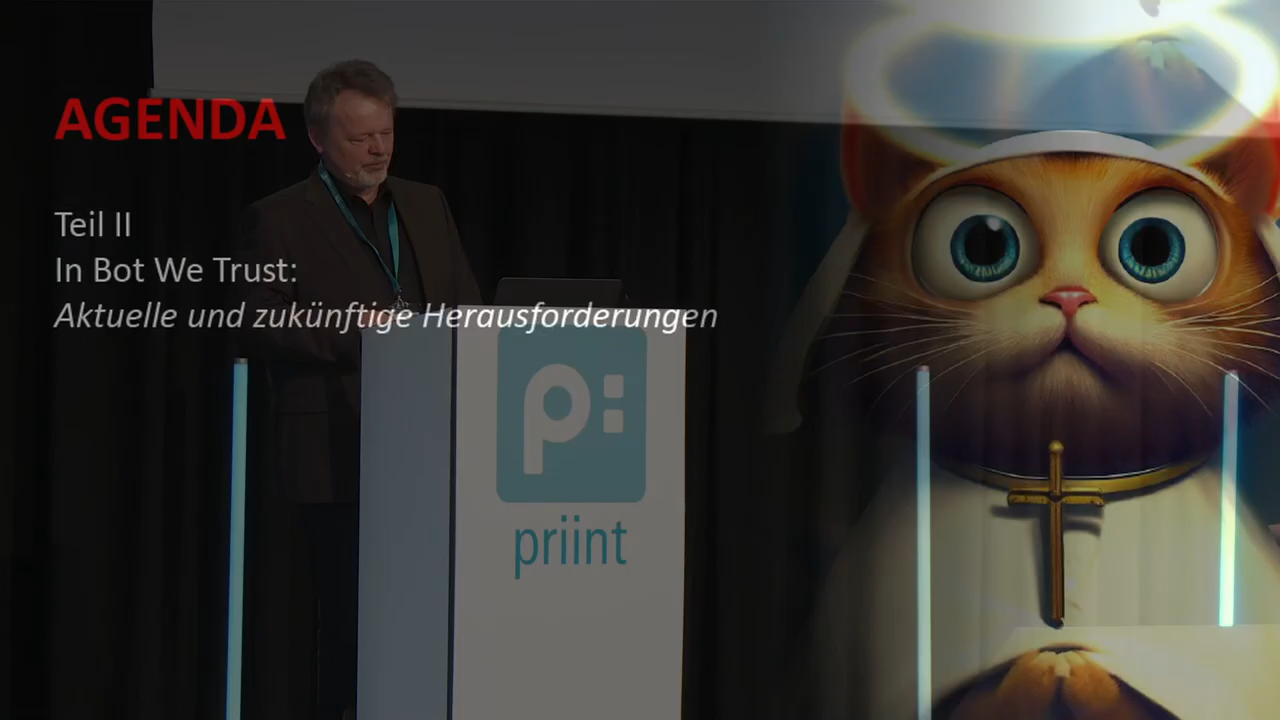 AGENDA
Teil II
In Bot We Trust:
Aktuelle und zukünftige Herausforderungen
p:
priint